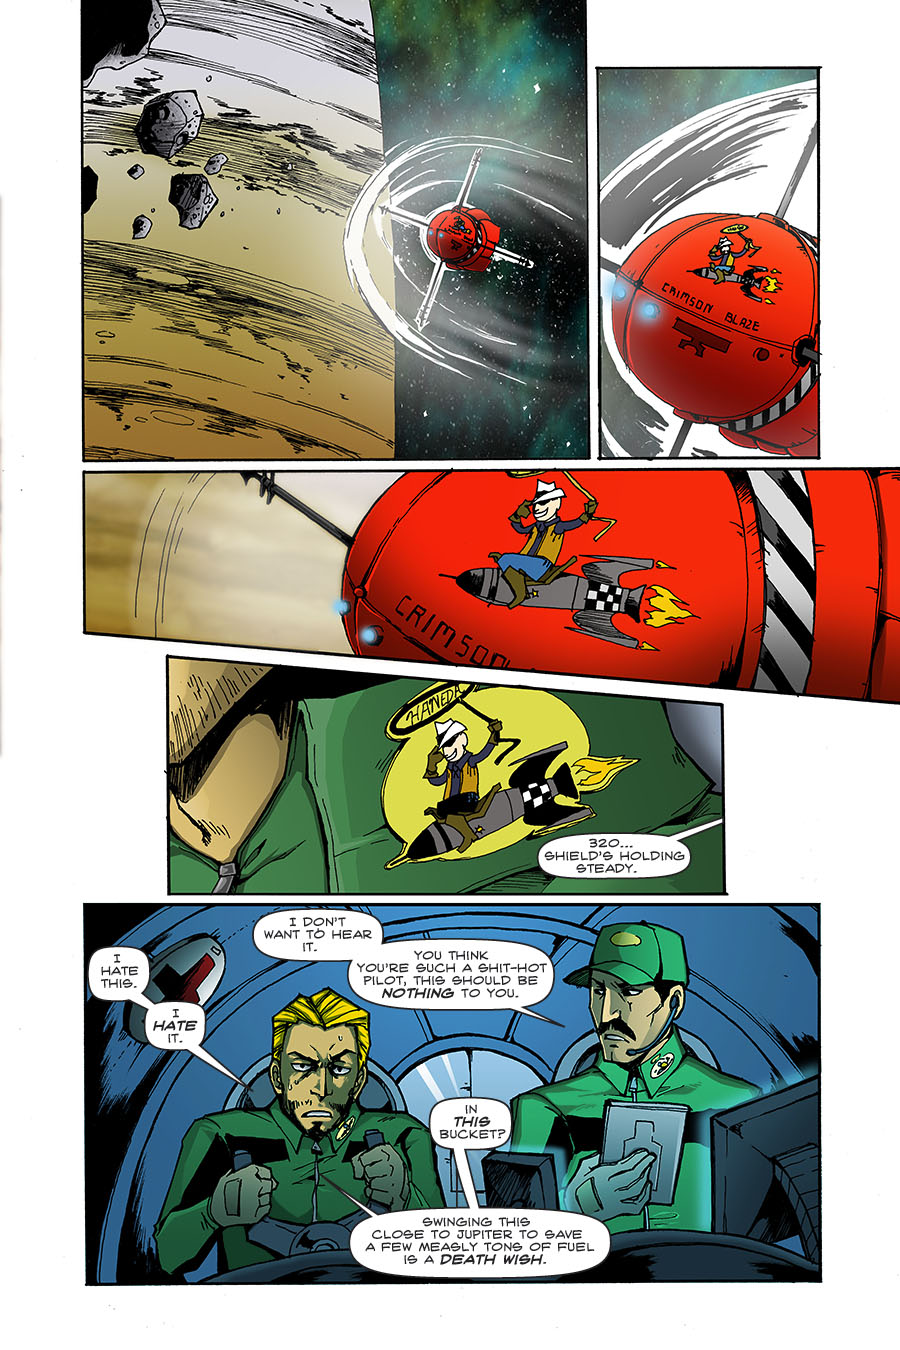 CRIMSON BLAZE
CRIMSON
HANEDA
320...
SHIELD'S HOLDING
STEADY.
I
HATE
THIS.
I
HATE
IT.
I DON'T
WANT TO HEAR
IT.
YOU THINK
YOU'RE SUCH A SHIT-HOT
PILOT, THIS SHOULD BE
NOTHING TO YOU.
IN
THIS
BUCKET?
SWINGING THIS
CLOSE TO JUPITER TO SAVE
A FEW MEASLY TONS OF FUEL
IS A DEATH WISH.